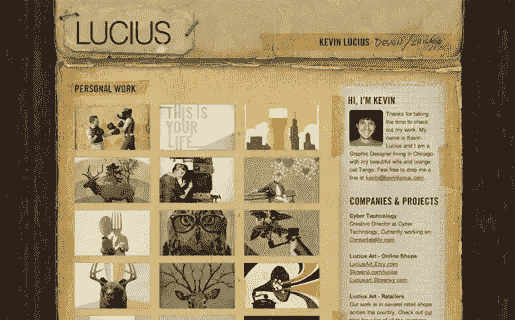 LUCIUS
KEVIN LUCIUS DESIGN / CHICAGO
PERSONAL WORK
THIS IS
YOUR
LIFE
HI, I'M KEVIN
Thanks for taking
the time to check
out my work. My
name is Kevin
Lucius and I am a
Graphic Designer living in Chicago
with my beautiful wife and orange
cat Tango. Feel free to drop me a
line at kevin@kevinlucius.com.
COMPANIES & PROJECTS
Cyber Technology
Creative Director at Cyber
Technology. Currently working on:
Contactability.com
Lucius Art - Online Shops
LuciusArt.Etsy.com
Society6.com/lucius
Luciusart.Storenvy.com
Lucius Art - Retailers
Our work is in several retail shops
across the country. Check out our